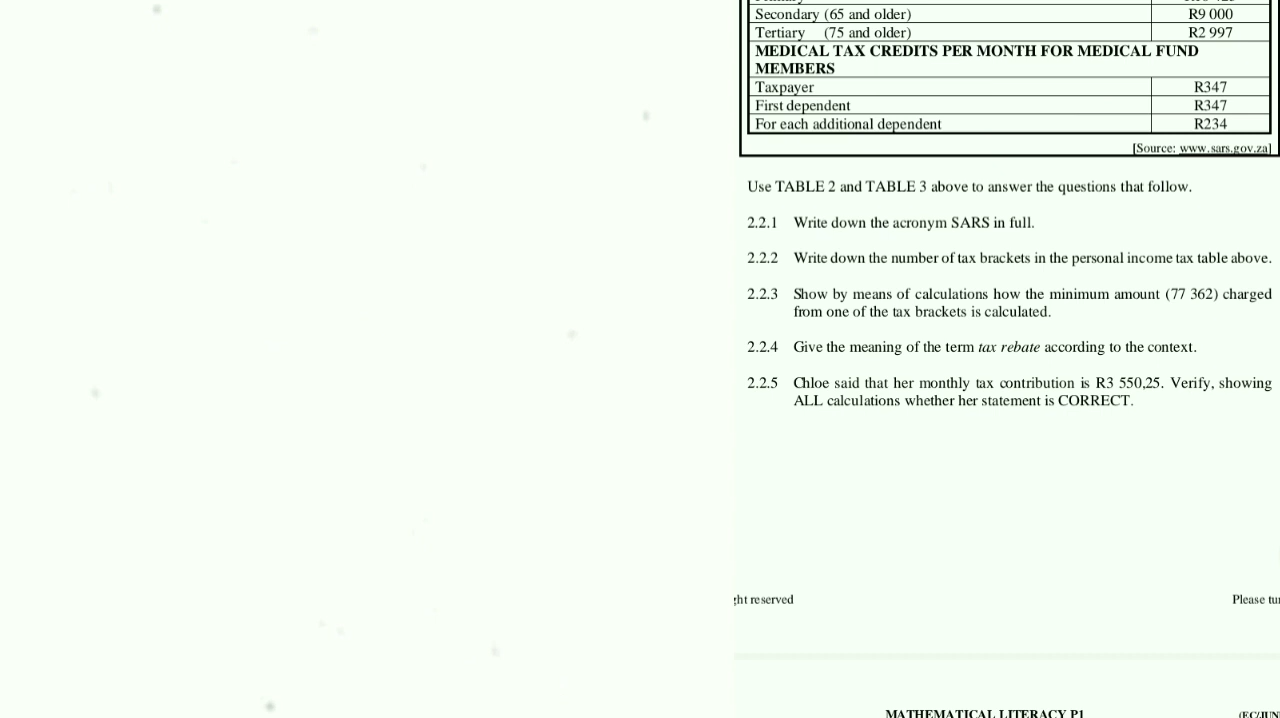 Secondary (65 and older) R9 000
Tertiary (75 and older) R2 997
MEDICAL TAX CREDITS PER MONTH FOR MEDICAL FUND
MEMBERS
Taxpayer R347
First dependent R347
For each additional dependent R234
[Source: www.sars.gov.za]
Use TABLE 2 and TABLE 3 above to answer the questions that follow.
2.2.1 Write down the acronym SARS in full.
2.2.2 Write down the number of tax brackets in the personal income tax table above.
2.2.3 Show by means of calculations how the minimum amount (77 362) charged
from one of the tax brackets is calculated.
2.2.4 Give the meaning of the term tax rebate according to the context.
2.2.5 Chloe said that her monthly tax contribution is R3 550,25. Verify, showing
ALL calculations whether her statement is CORRECT.
ght reserved Please tur
MATHEMATICAL LITERACY P1 (EC/JUN